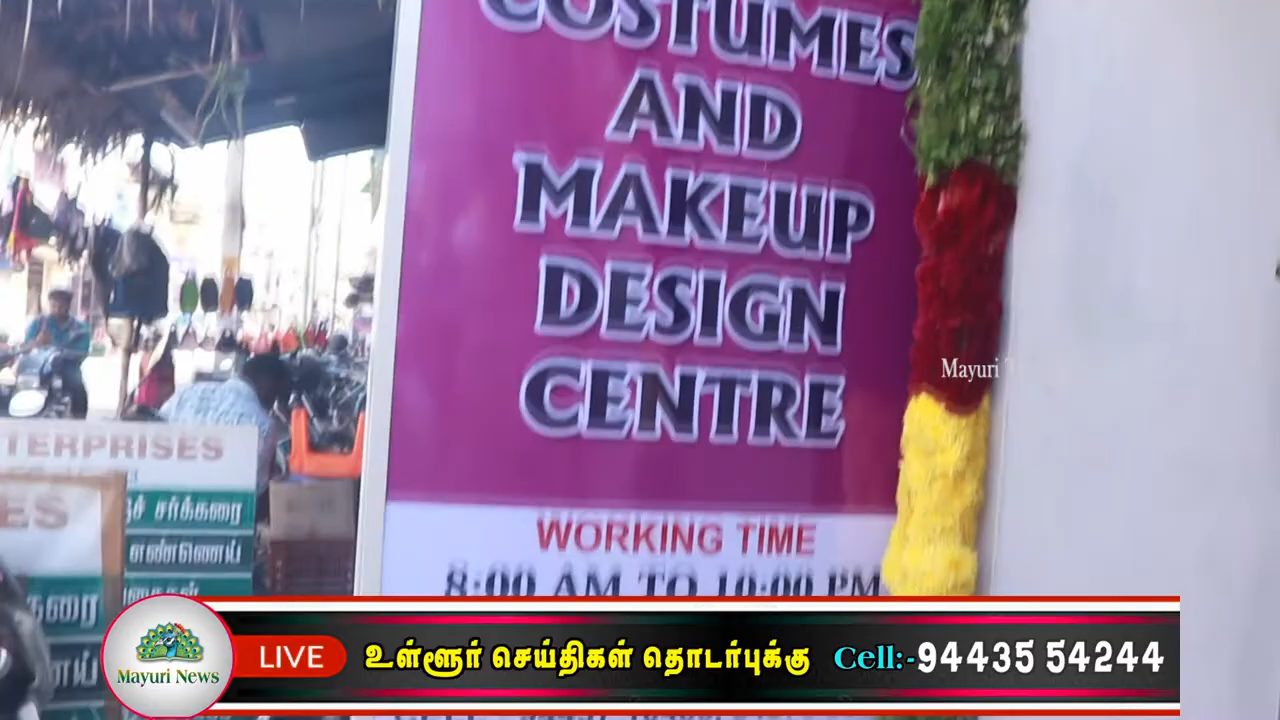 COSTUMES
AND
MAKEUP
DESIGN
CENTRE
WORKING TIME
8:00 AM TO 10:00 PM
TERPRISES
ES
சர்க்கரை
எண்ணெய்
Mayuri
Mayuri News
LIVE
உள்ளூர் செய்திகள் தொடர்புக்கு
Cell:-94435 54244